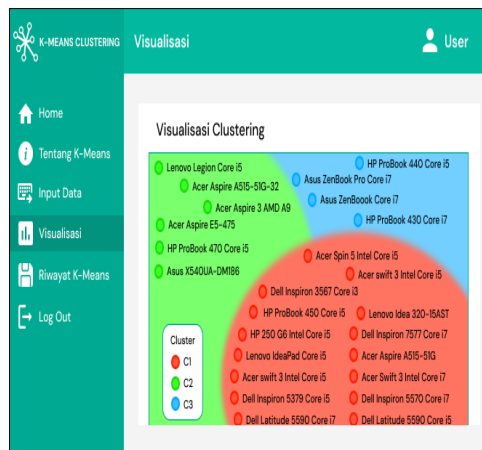 K-MEANS CLUSTERING
Visualisasi
User
Home
Tentang K-Means
Input Data
Visualisasi
Riwayat K-Means
Log Out
Visualisasi Clustering
Lenovo Legion Core i5
HP ProBook 440 Core i5
Asus ZenBook Pro Core i7
Acer Aspire A515-51G-32
Asus ZenBoook Core i7
Acer Aspire 3 AMD A9
HP ProBook 430 Core i7
Acer Aspire E5-475
HP ProBook 470 Core i5
Acer Spin 5 Intel Core i5
Asus X540UA-DM186
Acer swift 3 Intel Core i5
Dell Inspiron 3567 Core i3
HP ProBook 450 Core i5
Lenovo Idea 320-15AST
HP 250 G6 Intel Core i5
Dell Inspiron 7577 Core i7
Lenovo IdeaPad Core i5
Acer Aspire A515-51G
Acer swift 3 Intel Core i5
Acer Swift 3 Intel Core i7
Dell Inspiron 5379 Core i5
Dell Inspiron 5570 Core i7
Dell Latitude 5590 Core i7
Dell Latitude 5590 Core i5
Cluster
C1
C2
C3